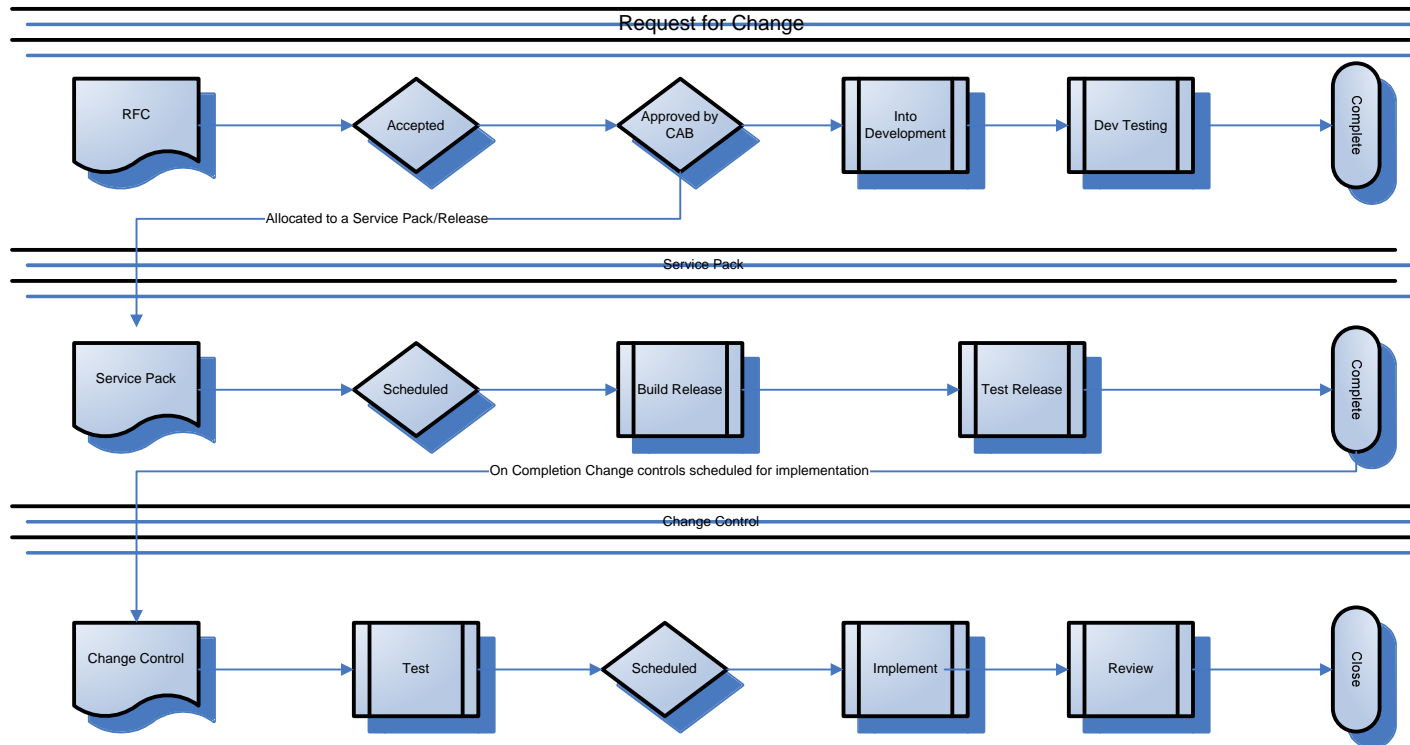 Request for Change
RFC
Accepted
Approved by
CAB
Into
Development
Dev Testing
Complete
Allocated to a Service Pack/Release
Service Pack
Service Pack
Scheduled
Build Release
Test Release
Complete
On Completion Change controls scheduled for implementation
Change Control
Change Control
Test
Scheduled
Implement
Review
Close